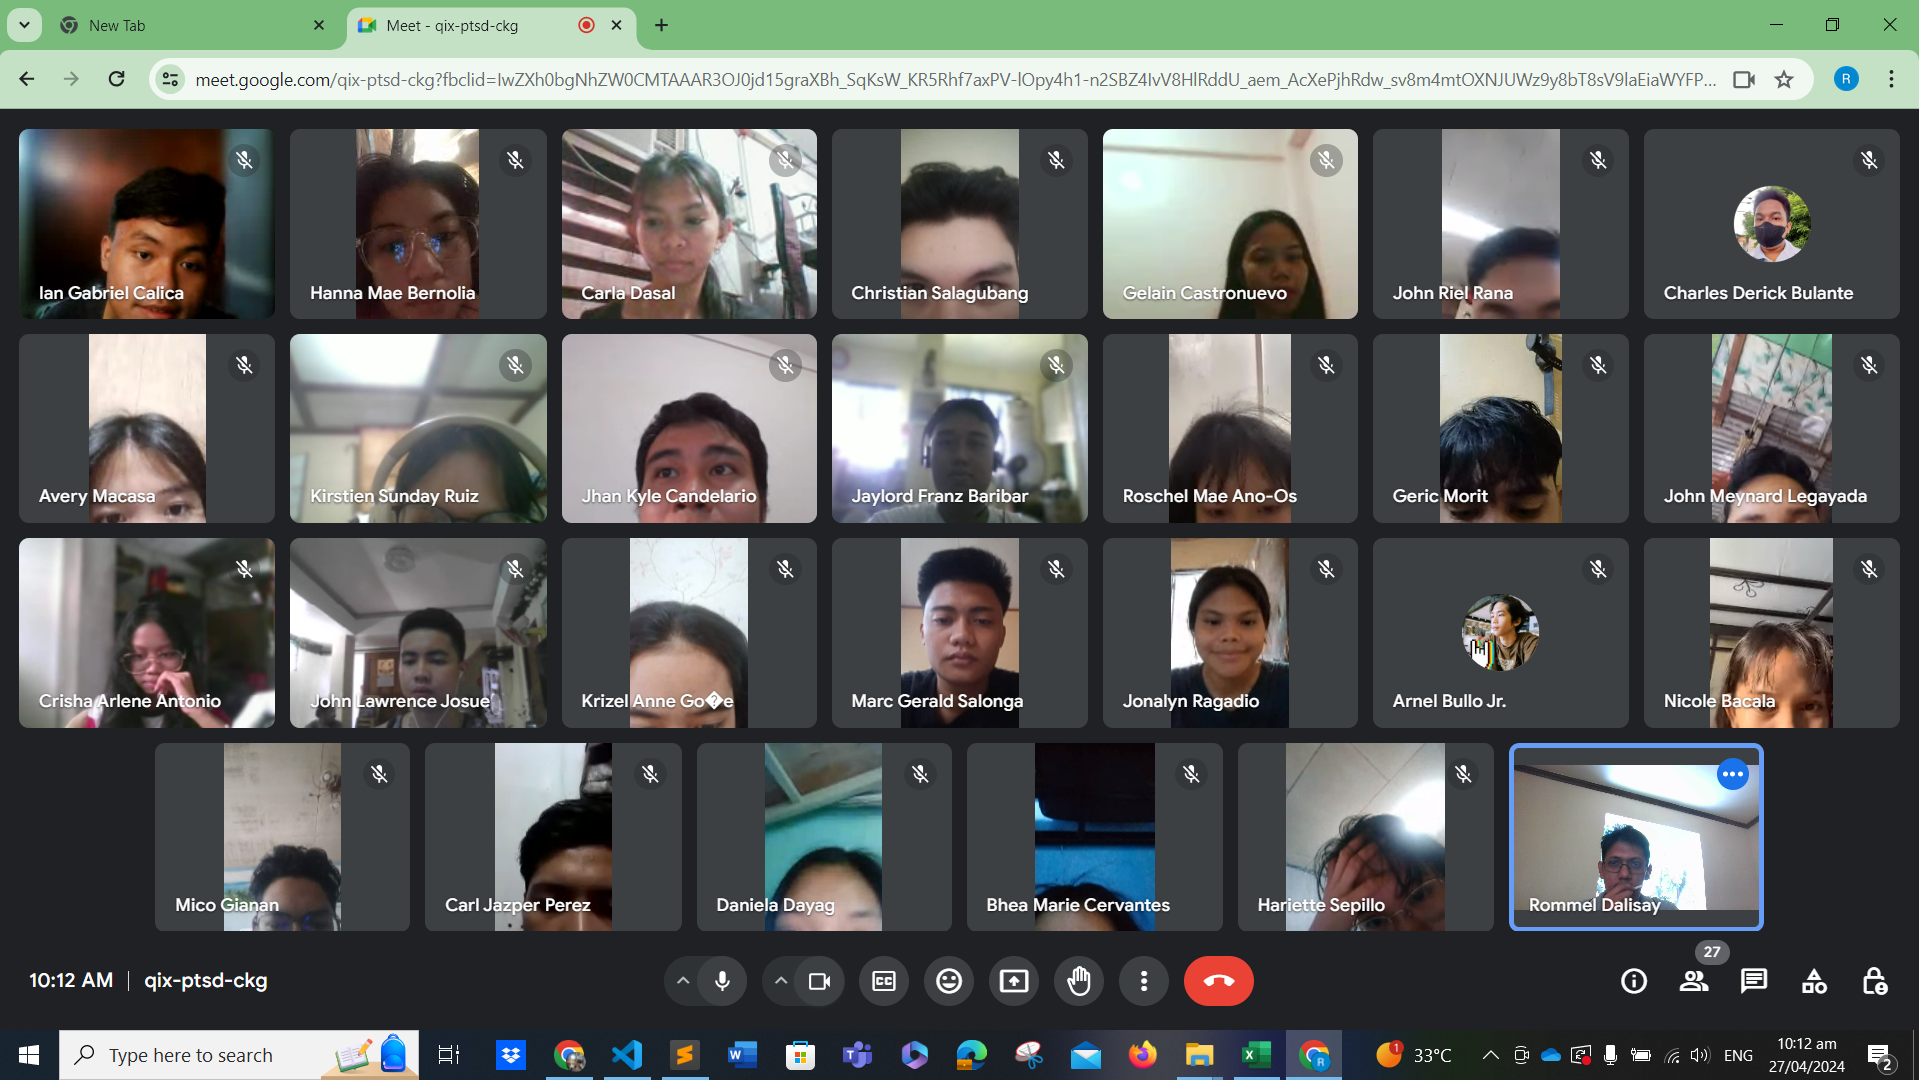 New Tab
Meet - qix-ptsd-ckg
meet.google.com/qix-ptsd-ckg?fbclid=IwZXh0bgNhZW0CMTAAAR3OJ0jd15graXBh_SqKsW_KR5Rhf7axPV-lOpy4h1-n2SBZ4IvV8HlRddU_aem_AcXePjhRdw_sv8m4mtOXNJUWz9y8bT8sV9laEiaWYFP...
R
Ian Gabriel Calica
Hanna Mae Bernolia
Carla Dasal
Christian Salagubang
Gelain Castronuevo
John Riel Rana
Charles Derick Bulante
Avery Macasa
Kirstien Sunday Ruiz
Jhan Kyle Candelario
Jaylord Franz Baribar
Roschel Mae Ano-Os
Geric Morit
John Meynard Legayada
Crisha Arlene Antonio
John Lawrence Josue
Krizel Anne Go�e
Marc Gerald Salonga
Jonalyn Ragadio
Arnel Bullo Jr.
Nicole Bacala
Mico Gianan
Carl Jazper Perez
Daniela Dayag
Bhea Marie Cervantes
Hariette Sepillo
Rommel Dalisay
27
10:12 AM | qix-ptsd-ckg
Type here to search
1
33°C
ENG
10:12 am
27/04/2024
2